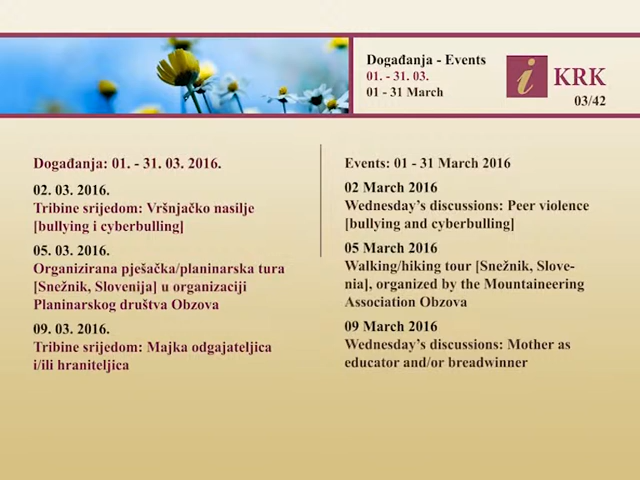 Događanja - Events
01. - 31. 03.
01 - 31 March
i KRK
03/42
Događanja: 01. - 31. 03. 2016.
02. 03. 2016.
Tribine srijedom: Vršnjačko nasilje
[bullying i cyberbulling]
05. 03. 2016.
Organizirana pješačka/planinarska tura
[Snežnik, Slovenija] u organizaciji
Planinarskog društva Obzova
09. 03. 2016.
Tribine srijedom: Majka odgajateljica
i/ili hraniteljica
Events: 01 - 31 March 2016
02 March 2016
Wednesday's discussions: Peer violence
[bullying and cyberbulling]
05 March 2016
Walking/hiking tour [Snežnik, Slove-
nia], organized by the Mountaineering
Association Obzova
09 March 2016
Wednesday's discussions: Mother as
educator and/or breadwinner